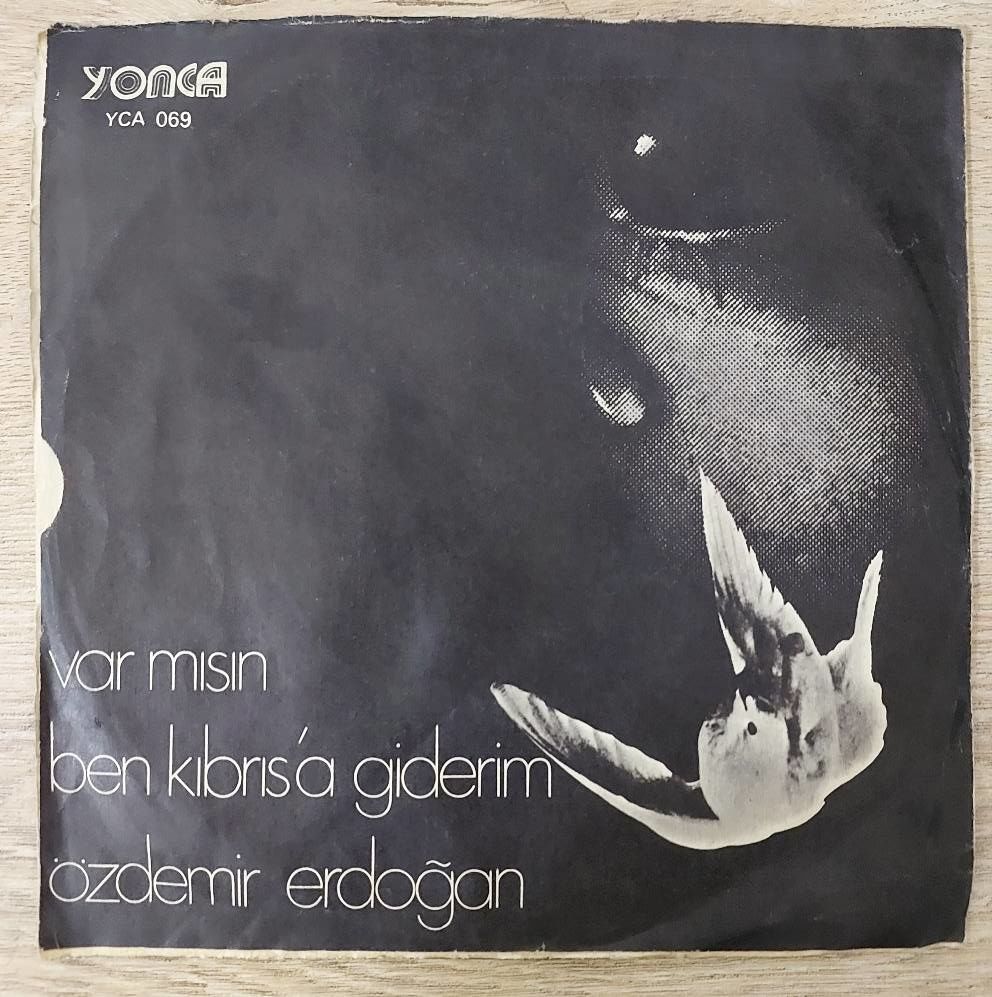 YONCA
YCA 069
var mısın
ben kıbrıs'a giderim
özdemir erdoğan